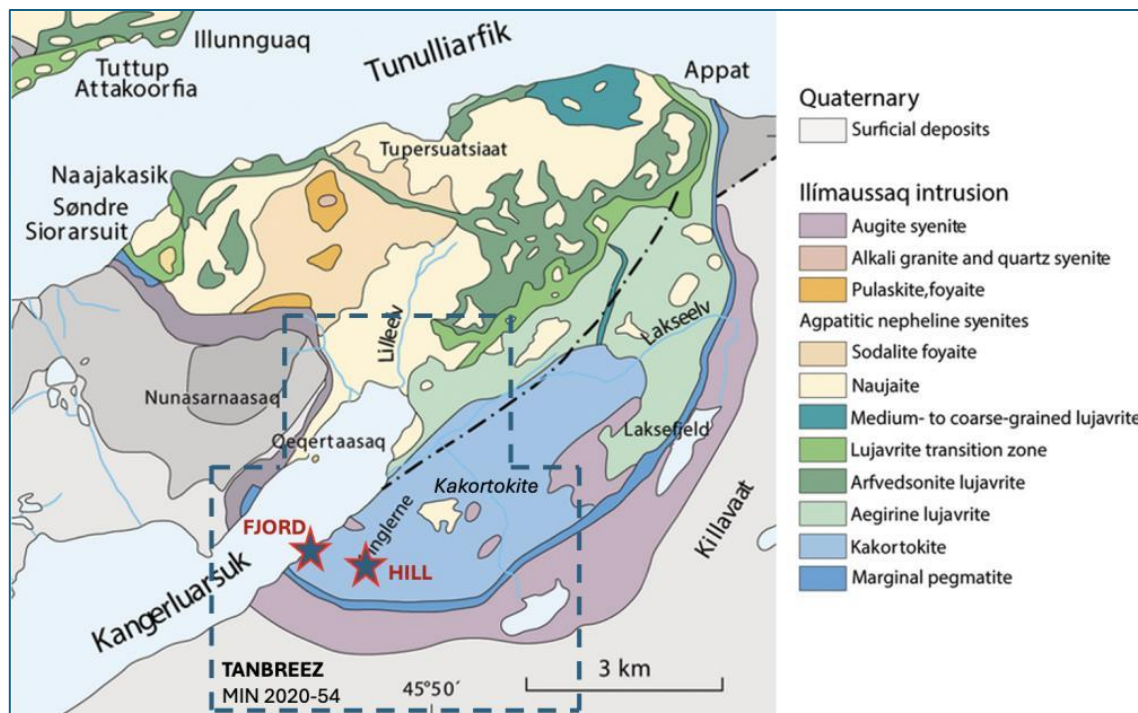 Illunnguaq
Tuttup
Attakoorfia
Tunulliarfik
Appat
Tupersuatsiaat
Naajakasik
Søndre
Siorarsuit
Lilleelv
Lakseelv
Nunasarnaasaq
Qeqertaasaq
Laksefjeld
Kakortokite
Killavaat
FJORD
HILL
Kangerluarsuk
TANBREEZ
MIN 2020-54
45°50´
3 km
Quaternary
Surficial deposits
Ilímaussaq intrusion
Augite syenite
Alkali granite and quartz syenite
Pulaskite,foyaite
Agpatitic nepheline syenites
Sodalite foyaite
Naujaite
Medium- to coarse-grained lujavrite
Lujavrite transition zone
Arfvedsonite lujavrite
Aegirine lujavrite
Kakortokite
Marginal pegmatite